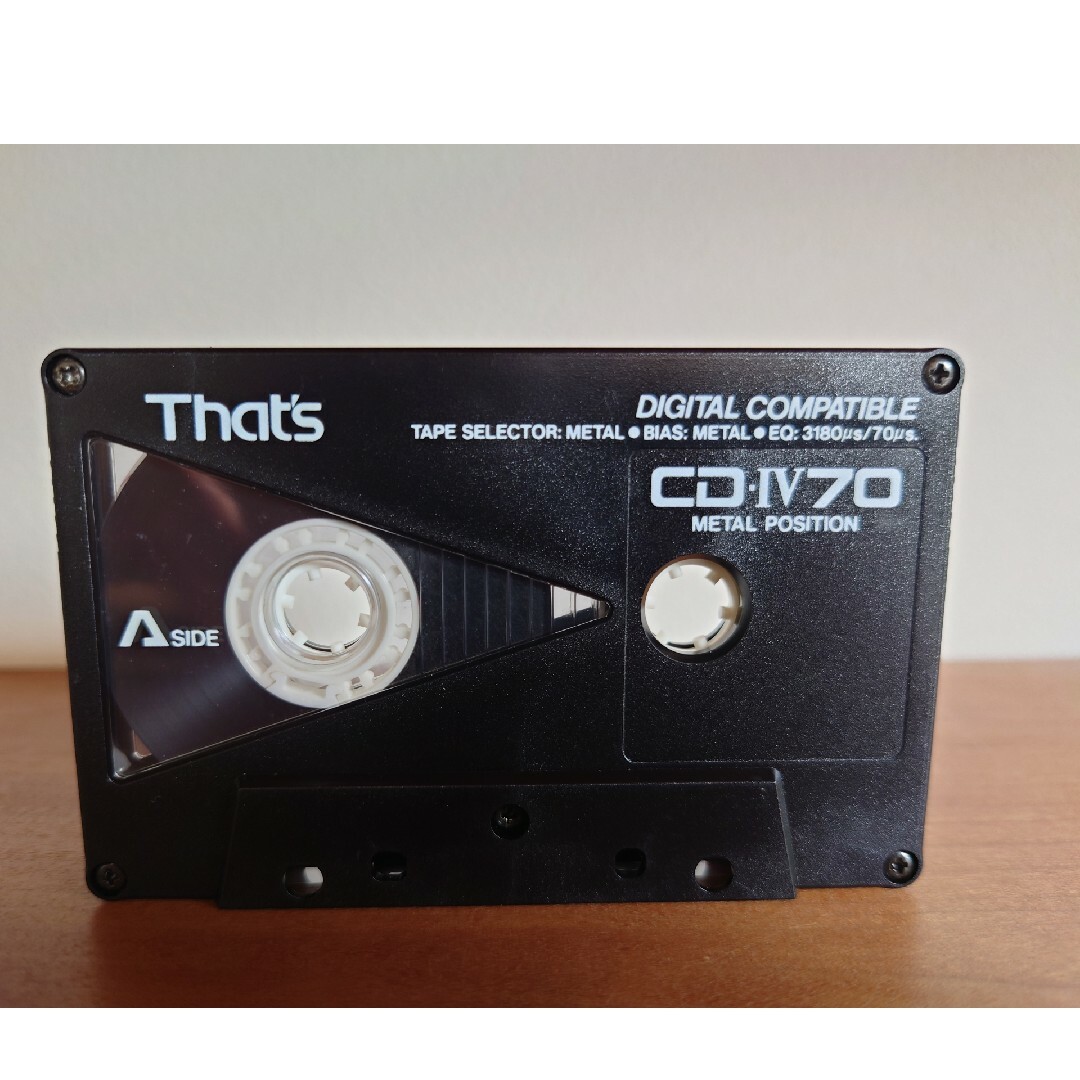 That's
DIGITAL COMPATIBLE
TAPE SELECTOR: METAL ● BIAS: METAL ● EQ: 3180μs/70μs.
CD·IV70
METAL POSITION
A SIDE